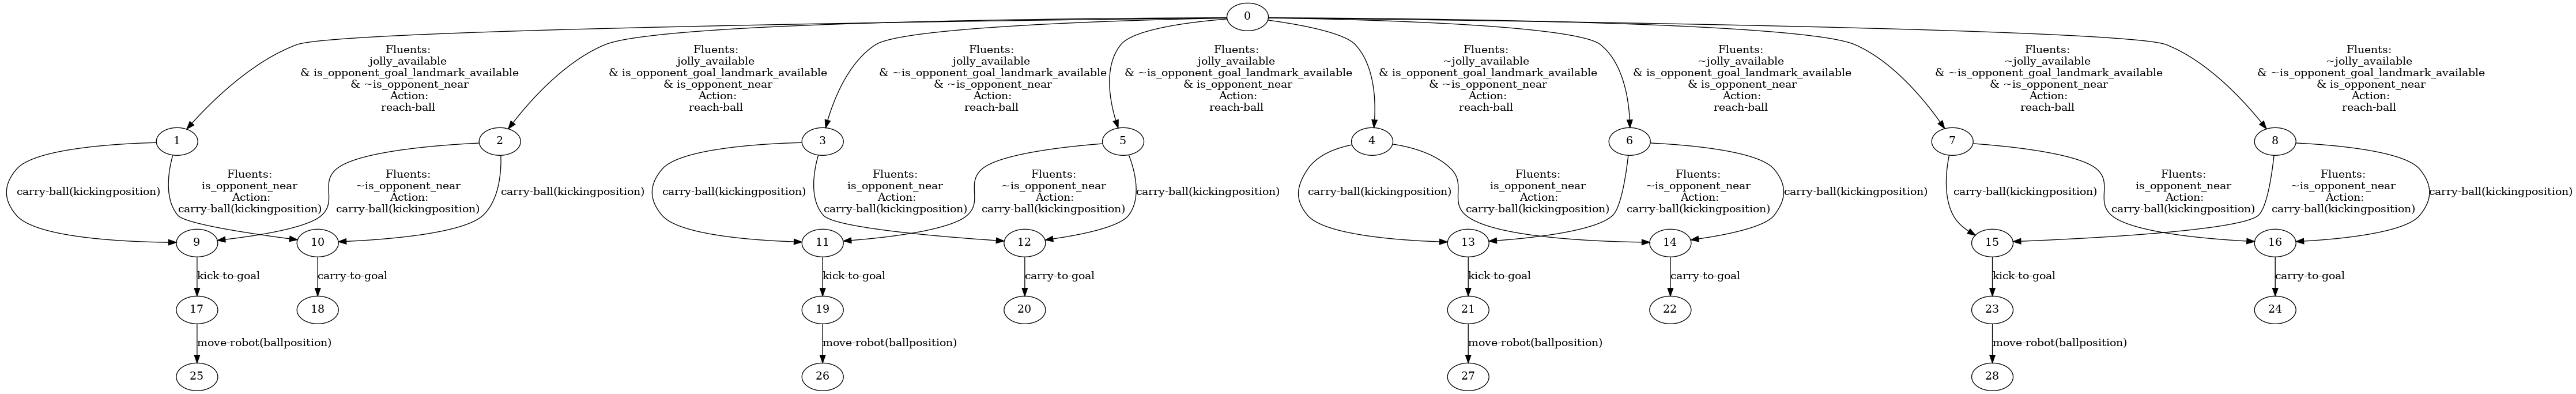 0
Fluents:
jolly_available
& is_opponent_goal_landmark_available
& ~is_opponent_near
Action:
reach-ball
Fluents:
jolly_available
& is_opponent_goal_landmark_available
& is_opponent_near
Action:
reach-ball
Fluents:
jolly_available
& ~is_opponent_goal_landmark_available
& ~is_opponent_near
Action:
reach-ball
Fluents:
jolly_available
& ~is_opponent_goal_landmark_available
& is_opponent_near
Action:
reach-ball
Fluents:
~jolly_available
& is_opponent_goal_landmark_available
& ~is_opponent_near
Action:
reach-ball
Fluents:
~jolly_available
& is_opponent_goal_landmark_available
& is_opponent_near
Action:
reach-ball
Fluents:
~jolly_available
& ~is_opponent_goal_landmark_available
& ~is_opponent_near
Action:
reach-ball
Fluents:
~jolly_available
& ~is_opponent_goal_landmark_available
& is_opponent_near
Action:
reach-ball
1
2
3
5
4
6
7
8
carry-ball(kickingposition)
Fluents:
is_opponent_near
Action:
carry-ball(kickingposition)
Fluents:
~is_opponent_near
Action:
carry-ball(kickingposition)
carry-ball(kickingposition)
carry-ball(kickingposition)
Fluents:
is_opponent_near
Action:
carry-ball(kickingposition)
Fluents:
~is_opponent_near
Action:
carry-ball(kickingposition)
carry-ball(kickingposition)
carry-ball(kickingposition)
Fluents:
is_opponent_near
Action:
carry-ball(kickingposition)
Fluents:
~is_opponent_near
Action:
carry-ball(kickingposition)
carry-ball(kickingposition)
carry-ball(kickingposition)
Fluents:
is_opponent_near
Action:
carry-ball(kickingposition)
Fluents:
~is_opponent_near
Action:
carry-ball(kickingposition)
carry-ball(kickingposition)
9
10
11
12
13
14
15
16
kick-to-goal
carry-to-goal
kick-to-goal
carry-to-goal
kick-to-goal
carry-to-goal
kick-to-goal
carry-to-goal
17
18
19
20
21
22
23
24
move-robot(ballposition)
move-robot(ballposition)
move-robot(ballposition)
move-robot(ballposition)
25
26
27
28